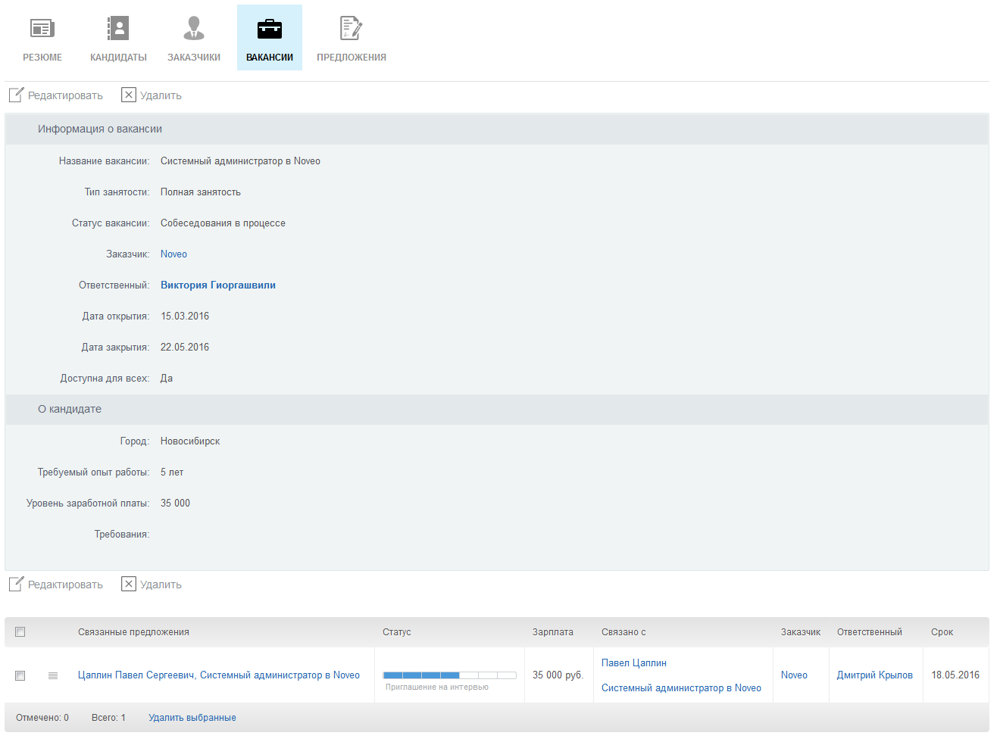 РЕЗЮМЕ КАНДИДАТЫ ЗАКАЗЧИКИ ВАКАНСИИ ПРЕДЛОЖЕНИЯ
Редактировать Удалить
Информация о вакансии
Название вакансии: Системный администратор в Noveo
Тип занятости: Полная занятость
Статус вакансии: Собеседования в процессе
Заказчик: Noveo
Ответственный: Виктория Гиоргашвили
Дата открытия: 15.03.2016
Дата закрытия: 22.05.2016
Доступна для всех: Да
О кандидате
Город: Новосибирск
Требуемый опыт работы: 5 лет
Уровень заработной платы: 35 000
Требования:
Редактировать Удалить
Связанные предложения Статус Зарплата Связано с Заказчик Ответственный Срок
Цаплин Павел Сергеевич, Системный администратор в Noveo Приглашение на интервью 35 000 руб. Павел Цаплин Noveo Дмитрий Крылов 18.05.2016
Системный администратор в Noveo
Отмечено: 0 Всего: 1 Удалить выбранные